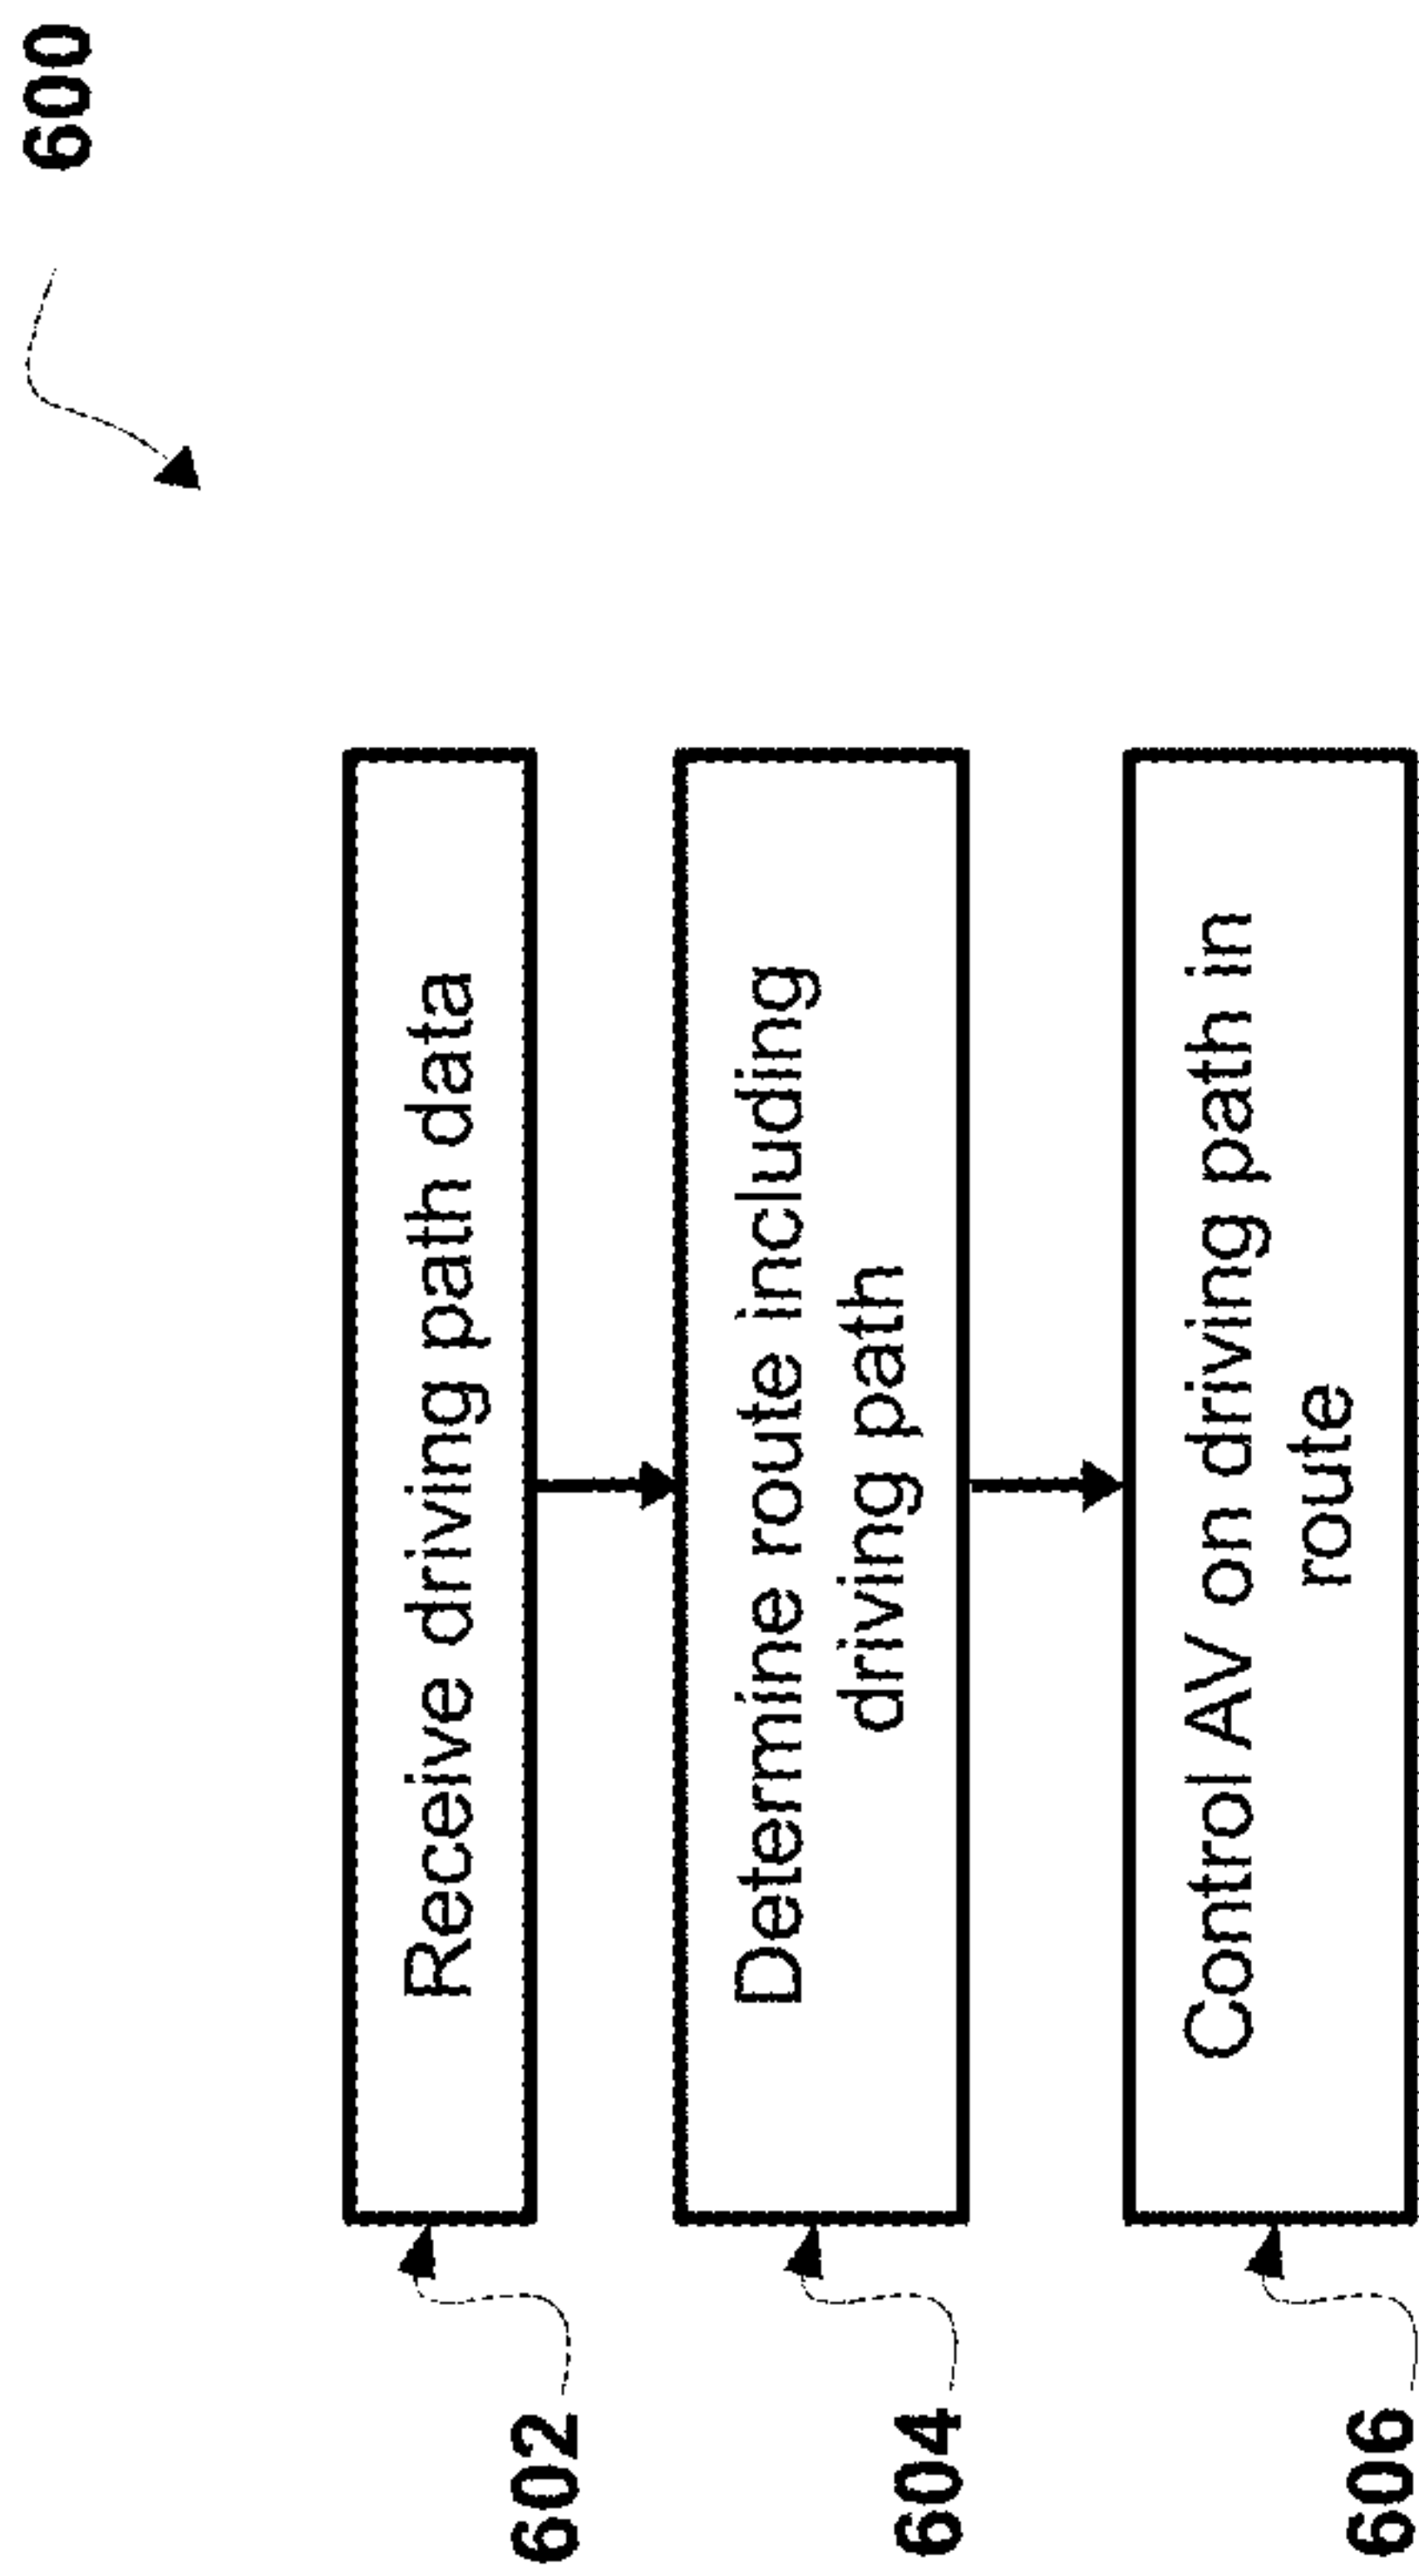 600
602
Receive driving path data
604
Determine route including
driving path
606
Control AV on driving path in
route